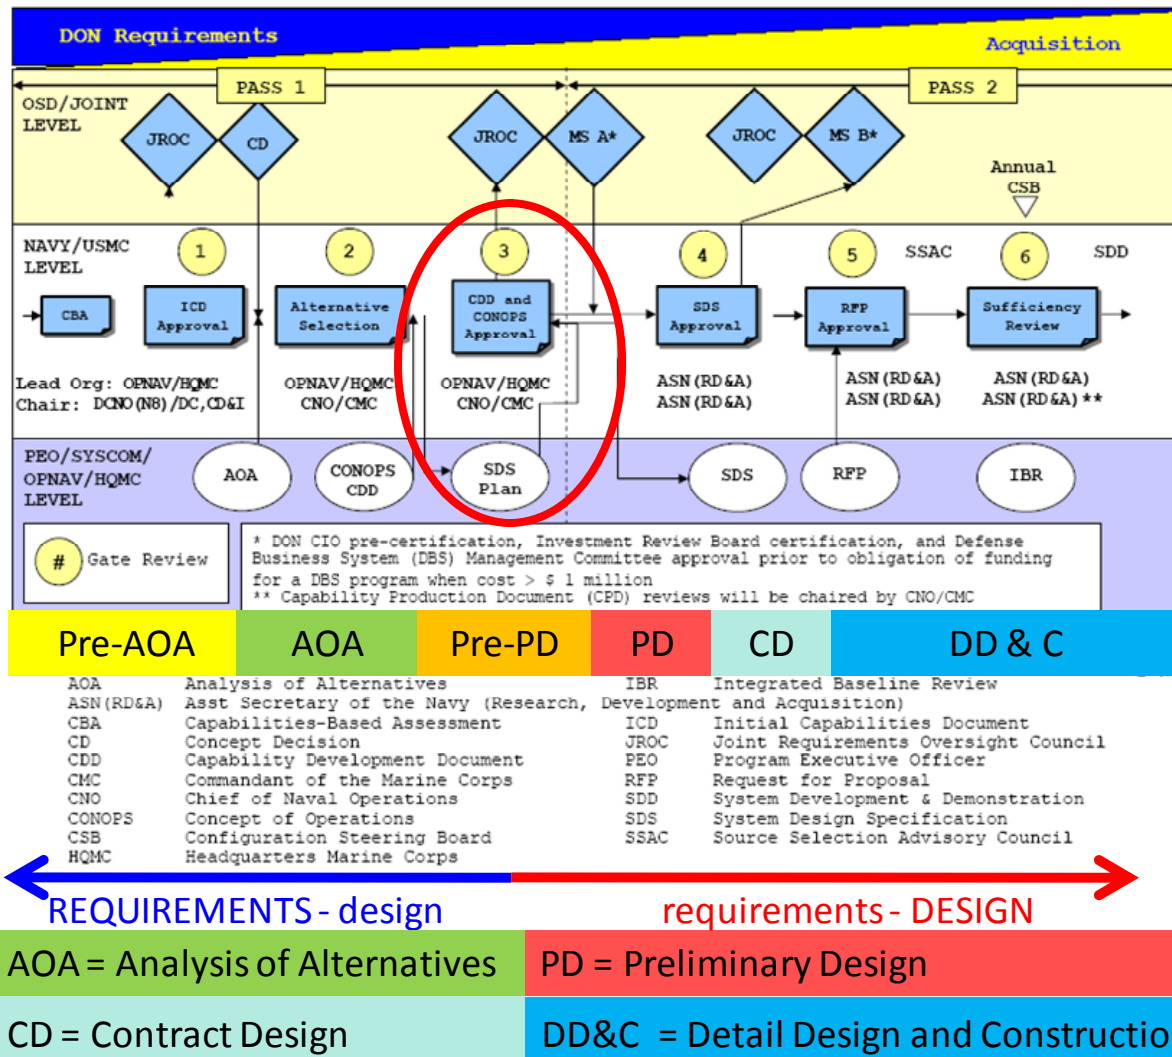 DON Requirements
Acquisition
PASS 1
PASS 2
OSD/JOINT
LEVEL
JROC
CD
JROC
MS A*
JROC
MS B*
Annual
CSB
NAVY/USMC
LEVEL
1
2
3
4
5
SSAC
6
SDD
CBA
ICD
Approval
Alternative
Selection
CDD and
CONOPS
Approval
SDS
Approval
RFP
Approval
Sufficiency
Review
Lead Org: OPNAV/HQMC
Chair: DCNO(N8)/DC,CD&I
OPNAV/HQMC
CNO/CMC
OPNAV/HQMC
CNO/CMC
ASN(RD&A)
ASN(RD&A)
ASN(RD&A)
ASN(RD&A)
ASN(RD&A)
ASN(RD&A)**
PEO/SYSCOM/
OPNAV/HQMC
LEVEL
AOA
CONOPS
CDD
SDS
Plan
SDS
RFP
IBR
# Gate Review
* DON CIO pre-certification, Investment Review Board certification, and Defense
Business System (DBS) Management Committee approval prior to obligation of funding
for a DBS program when cost > $ 1 million
** Capability Production Document (CPD) reviews will be chaired by CNO/CMC
Pre-AOA AOA Pre-PD PD CD DD & C
AOA Analysis of Alternatives IBR Integrated Baseline Review
ASN(RD&A) Asst Secretary of the Navy (Research, Development and Acquisition)
CBA Capabilities-Based Assessment ICD Initial Capabilities Document
CD Concept Decision JROC Joint Requirements Oversight Council
CDD Capability Development Document PEO Program Executive Officer
CMC Commandant of the Marine Corps RFP Request for Proposal
CNO Chief of Naval Operations SDD System Development & Demonstration
CONOPS Concept of Operations SDS System Design Specification
CSB Configuration Steering Board SSAC Source Selection Advisory Council
HQMC Headquarters Marine Corps
REQUIREMENTS - design requirements - DESIGN
AOA = Analysis of Alternatives PD = Preliminary Design
CD = Contract Design DD&C = Detail Design and Constructio